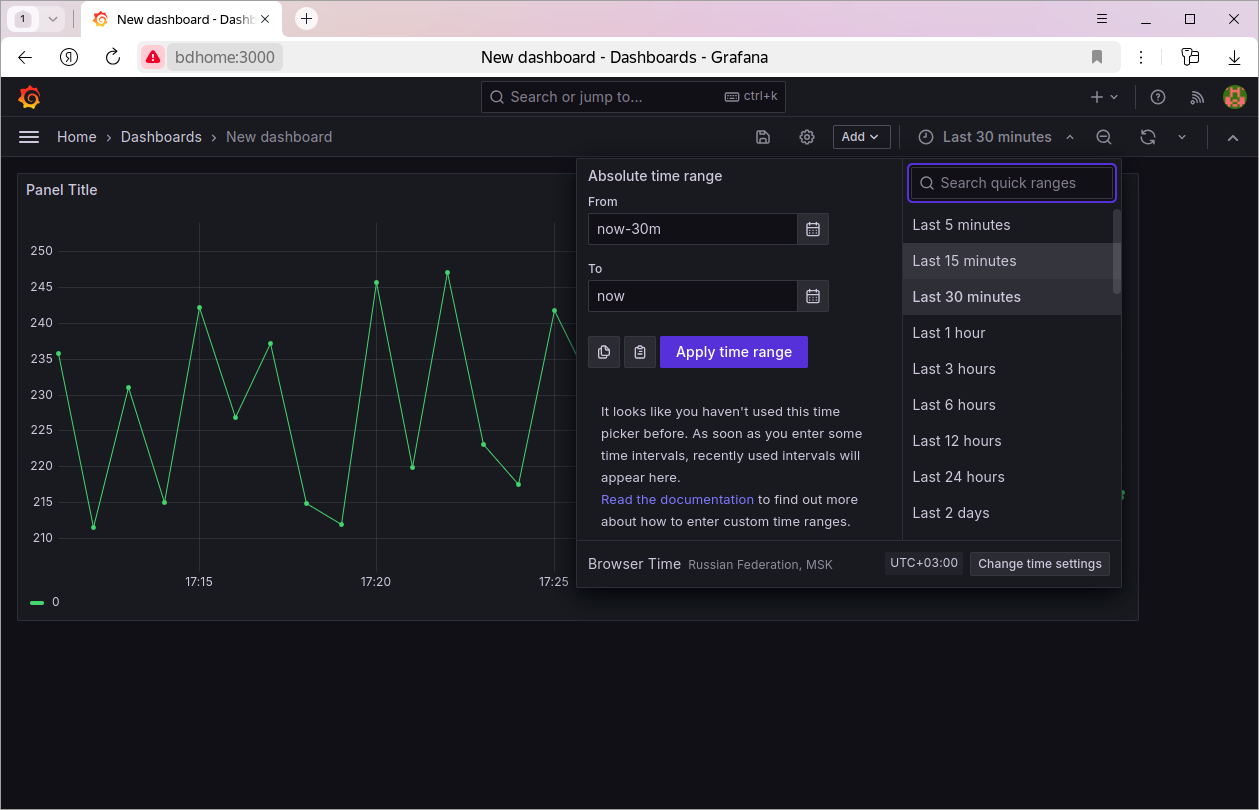 1
New dashboard - Dashb
bdhome:3000
New dashboard - Dashboards - Grafana
Search or jump to...
ctrl+k
Home › Dashboards › New dashboard
Add
Last 30 minutes
Panel Title
250
245
240
235
230
225
220
215
210
17:15
17:20
17:25
0
Absolute time range
From
now-30m
To
now
Apply time range
It looks like you haven't used this time
picker before. As soon as you enter some
time intervals, recently used intervals will
appear here.
Read the documentation to find out more
about how to enter custom time ranges.
Search quick ranges
Last 5 minutes
Last 15 minutes
Last 30 minutes
Last 1 hour
Last 3 hours
Last 6 hours
Last 12 hours
Last 24 hours
Last 2 days
Browser Time Russian Federation, MSK
UTC+03:00
Change time settings